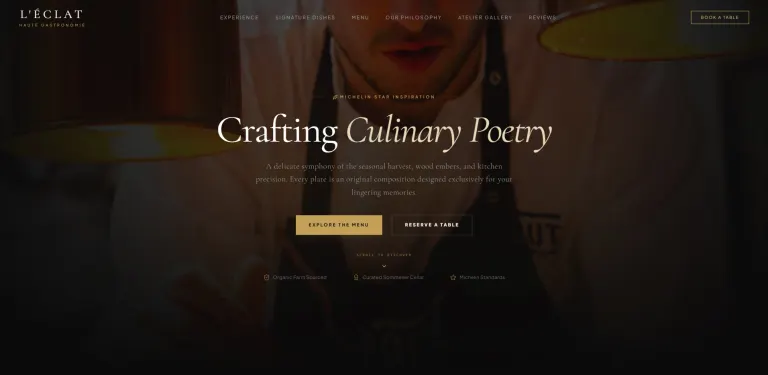 L'ÉCLAT
HAUTE GASTRONOMIE
EXPERIENCE
SIGNATURE DISHES
MENU
OUR PHILOSOPHY
ATELIER GALLERY
REVIEWS
BOOK A TABLE
MICHELIN STAR INSPIRATION
Crafting Culinary Poetry
A delicate symphony of the seasonal harvest, wood embers, and kitchen
precision. Every plate is an original composition designed exclusively for your
lingering memories.
EXPLORE THE MENU
RESERVE A TABLE
SCROLL TO DISCOVER
Organic Farm Sourced
Curated Sommelier Cellar
Michelin Standards